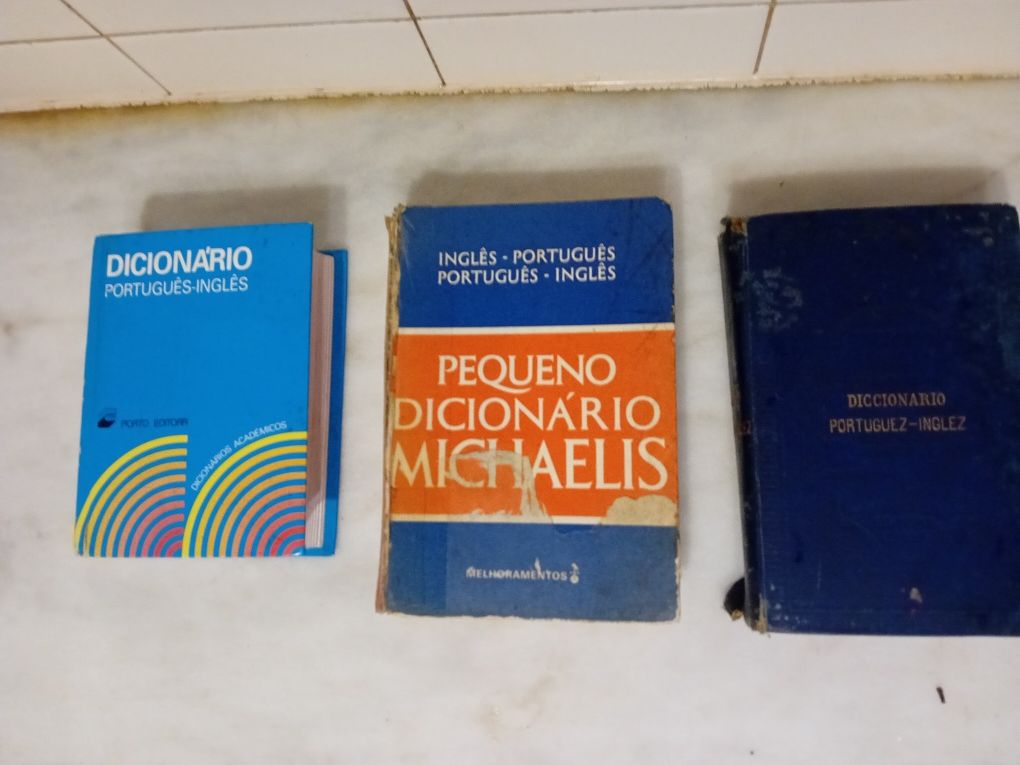 DICIONÁRIO
PORTUGUÊS-INGLÊS
PORTO EDITORA
DICIONÁRIOS ACADÉMICOS
INGLÊS - PORTUGUÊS
PORTUGUÊS - INGLÊS
PEQUENO
DICIONÁRIO
MICHAELIS
MELHORAMENTOS
DICCIONARIO
PORTUGUEZ-INGLEZ